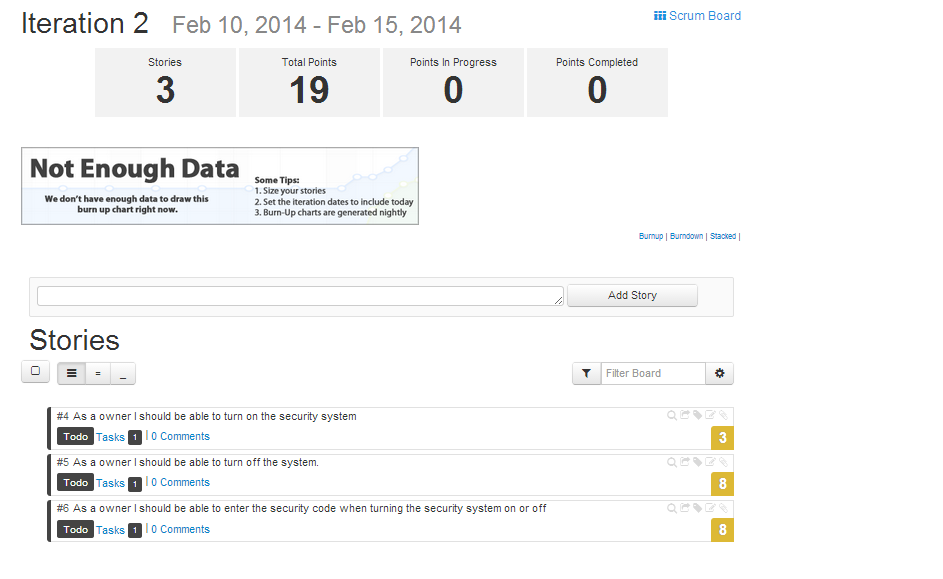 Iteration 2 Feb 10, 2014 - Feb 15, 2014
Scrum Board
Stories
3
Total Points
19
Points In Progress
0
Points Completed
0
Not Enough Data
We don't have enough data to draw this
burn up chart right now.
Some Tips:
1. Size your stories
2. Set the iteration dates to include today
3. Burn-Up charts are generated nightly
Burnup | Burndown | Stacked |
Add Story
Stories
Filter Board
#4 As a owner I should be able to turn on the security system
Todo Tasks 1 | 0 Comments
3
#5 As a owner I should be able to turn off the system.
Todo Tasks 1 | 0 Comments
8
#6 As a owner I should be able to enter the security code when turning the security system on or off
Todo Tasks 1 | 0 Comments
8